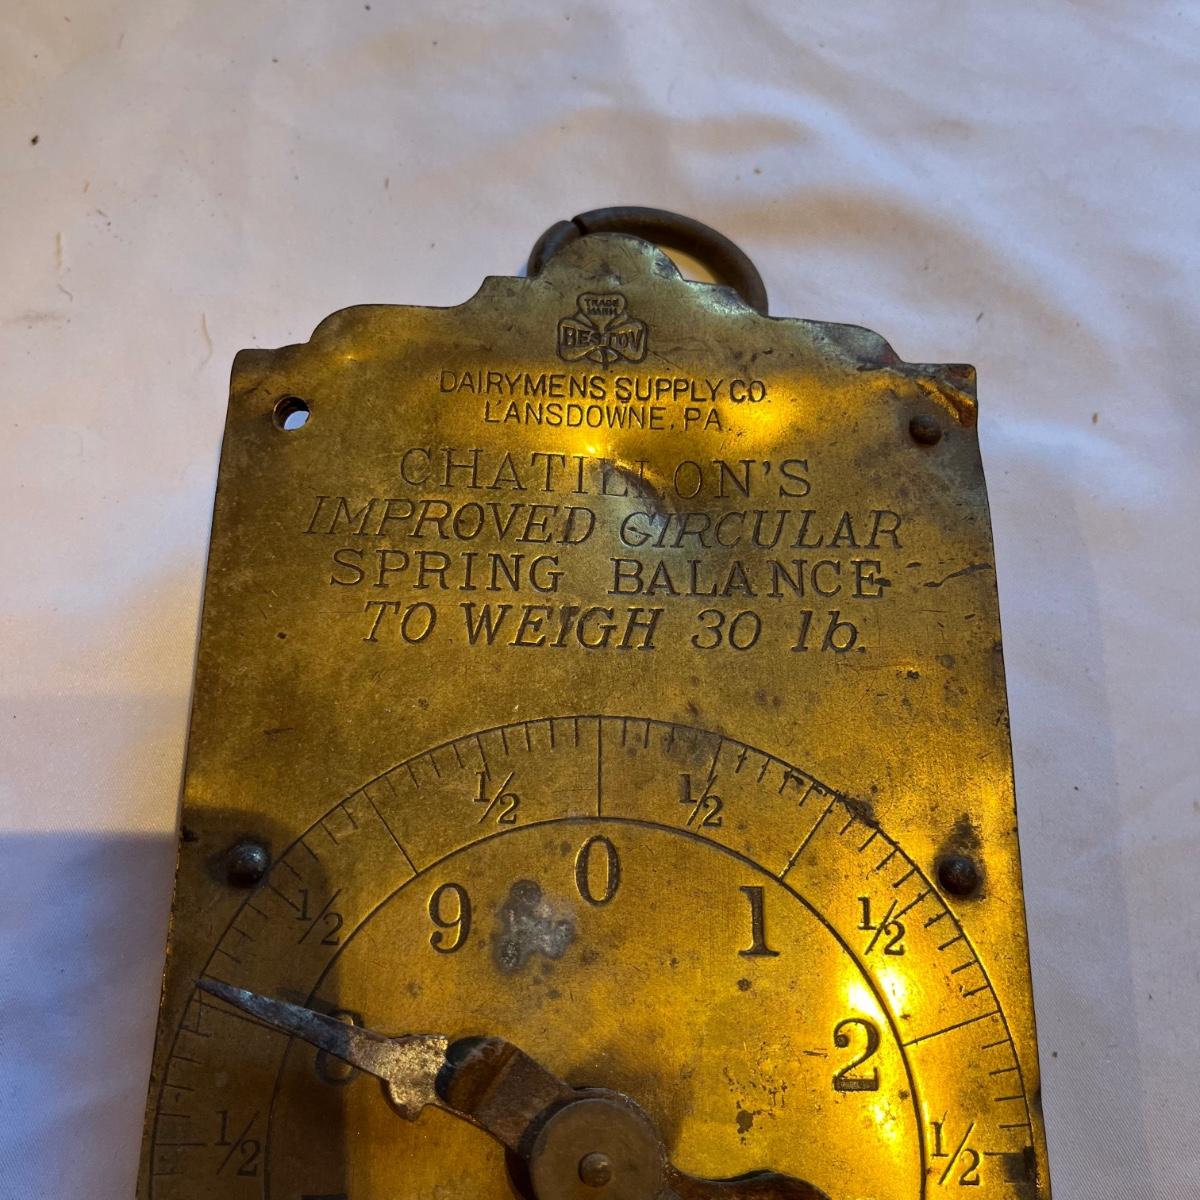 TRADE
MARK
BESTOV
DAIRYMENS SUPPLY CO.
LANSDOWNE, PA.
CHATILLON'S
IMPROVED CIRCULAR
SPRING BALANCE
TO WEIGH 30 lb.
1/2 1/2
9 0 1
1/2 1/2
8 2
1/2 1/2